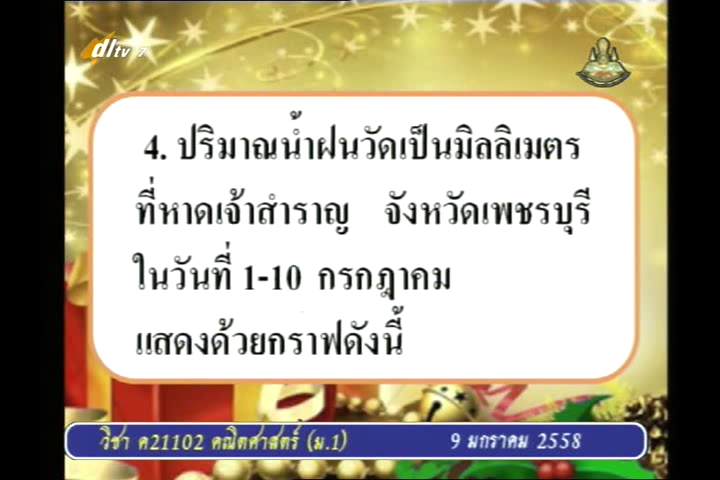 dltv 7
4. ปริมาณน้ำฝนวัดเป็นมิลลิเมตร
ที่หาดเจ้าสำราญ จังหวัดเพชรบุรี
ในวันที่ 1-10 กรกฎาคม
แสดงด้วยกราฟดังนี้
วิชา ค21102 คณิตศาสตร์ (ม.1) 9 มกราคม 2558